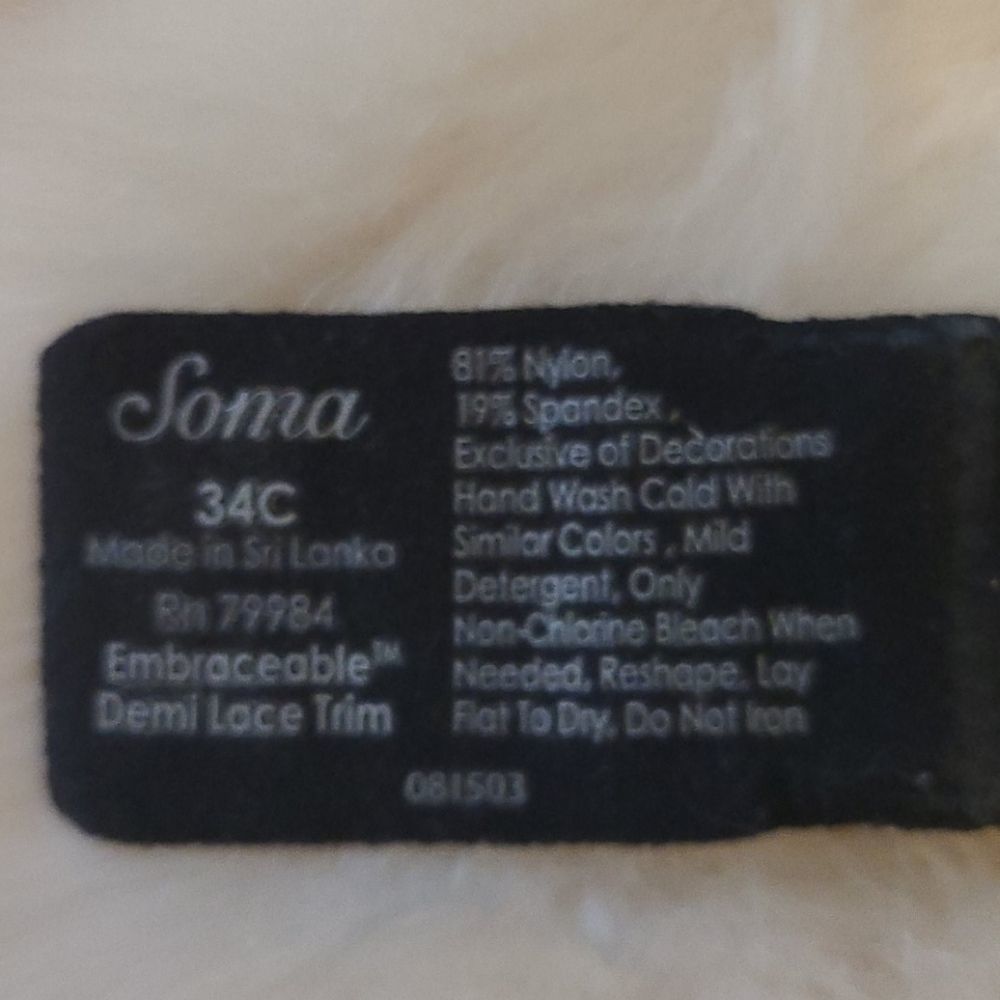 Soma
34C
Made in Sri Lanka
Rn 79984
Embraceable™
Demi Lace Trim
81% Nylon,
19% Spandex,
Exclusive of Decorations
Hand Wash Cold With
Similar Colors , Mild
Detergent, Only
Non-Chlorine Bleach When
Needed, Reshape, Lay
Flat To Dry, Do Not Iron
081503